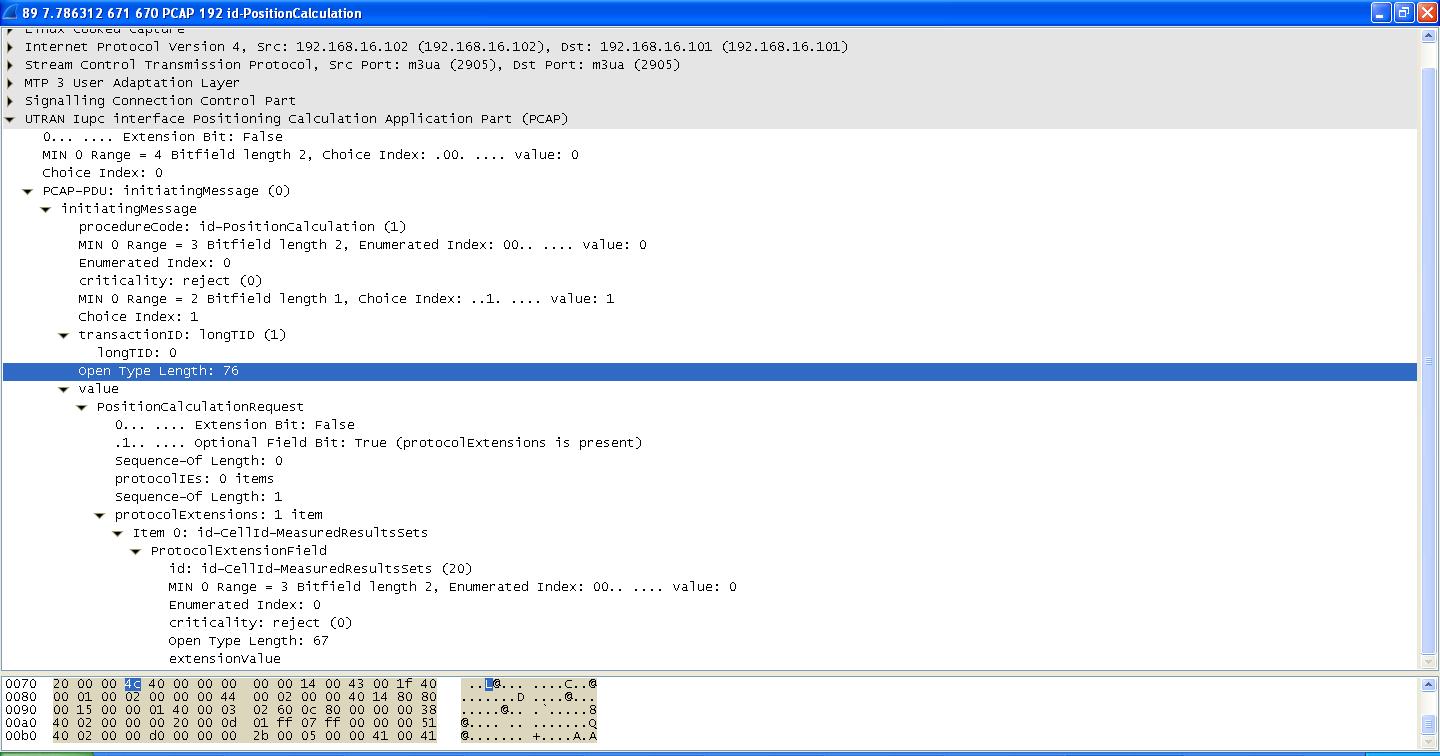 89 7.786312 671 670 PCAP 192 id-PositionCalculation
Linux Cooked Capture
Internet Protocol Version 4, Src: 192.168.16.102 (192.168.16.102), Dst: 192.168.16.101 (192.168.16.101)
Stream Control Transmission Protocol, Src Port: m3ua (2905), Dst Port: m3ua (2905)
MTP 3 User Adaptation Layer
Signalling Connection Control Part
UTRAN Iupc interface Positioning Calculation Application Part (PCAP)
0... .... Extension Bit: False
MIN 0 Range = 4 Bitfield length 2, Choice Index: .00. .... value: 0
Choice Index: 0
PCAP-PDU: initiatingMessage (0)
initiatingMessage
procedureCode: id-PositionCalculation (1)
MIN 0 Range = 3 Bitfield length 2, Enumerated Index: 00.. .... value: 0
Enumerated Index: 0
criticality: reject (0)
MIN 0 Range = 2 Bitfield length 1, Choice Index: ..1. .... value: 1
Choice Index: 1
transactionID: longTID (1)
longTID: 0
Open Type Length: 76
value
PositionCalculationRequest
0... .... Extension Bit: False
.1.. .... Optional Field Bit: True (protocolExtensions is present)
Sequence-Of Length: 0
protocolIEs: 0 items
Sequence-Of Length: 1
protocolExtensions: 1 item
Item 0: id-CellId-MeasuredResultsSets
ProtocolExtensionField
id: id-CellId-MeasuredResultsSets (20)
MIN 0 Range = 3 Bitfield length 2, Enumerated Index: 00.. .... value: 0
Enumerated Index: 0
criticality: reject (0)
Open Type Length: 67
extensionValue
0070 20 00 00 4c 40 00 00 00 00 00 14 00 43 00 1f 40 ..L@... ....C..@
0080 00 01 00 02 00 00 00 44 00 02 00 00 40 14 80 80 .......D ....@...
0090 00 15 00 00 01 40 00 03 02 60 0c 80 00 00 00 38 .....@.. .`.....8
00a0 40 02 00 00 00 20 00 0d 01 ff 07 ff 00 00 00 51 @.... .. .......Q
00b0 40 02 00 00 d0 00 00 00 2b 00 05 00 00 41 00 41 @....... +....A.A